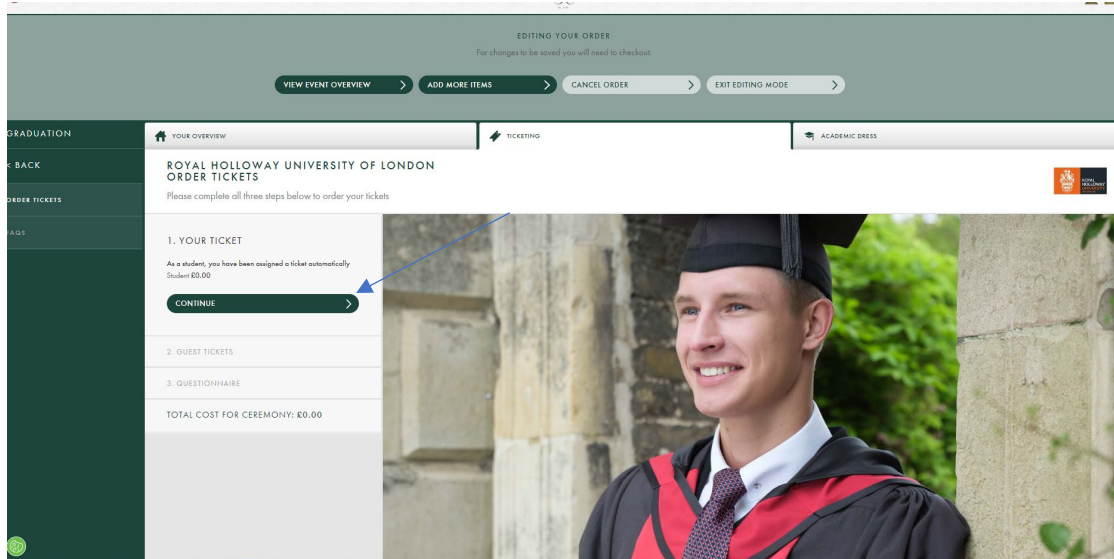 EDITING YOUR ORDER
For changes to be saved you will need to checkout.
VIEW EVENT OVERVIEW
ADD MORE ITEMS
CANCEL ORDER
EXIT EDITING MODE
GRADUATION
YOUR OVERVIEW
TICKETING
ACADEMIC DRESS
< BACK
ORDER TICKETS
FAQS
ROYAL HOLLOWAY UNIVERSITY OF LONDON
ORDER TICKETS
Please complete all three steps below to order your tickets
ROYAL
HOLLOWAY
UNIVERSITY
1. YOUR TICKET
As a student, you have been assigned a ticket automatically
Student £0.00
CONTINUE
2. GUEST TICKETS
3. QUESTIONNAIRE
TOTAL COST FOR CEREMONY: £0.00